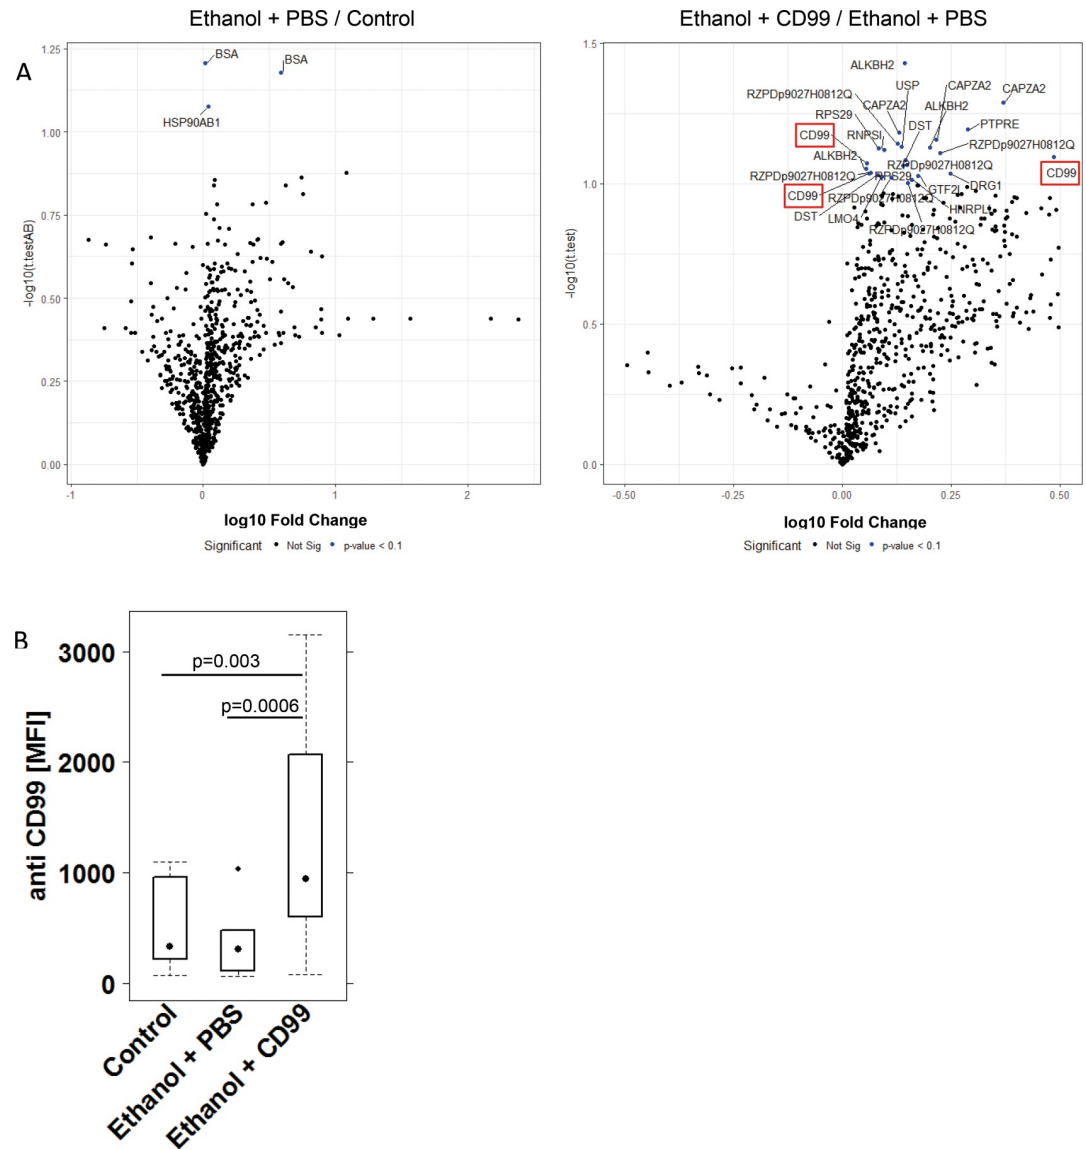 Ethanol + PBS / Control
Ethanol + CD99 / Ethanol + PBS
A
1.25
1.00
0.75
0.50
0.25
0.00
-log10(t.testAB)
BSA
BSA
HSP90AB1
-1
0
1
2
log10 Fold Change
Significant • Not Sig • p-value < 0.1
1.5
1.0
0.5
0.0
-log10(t.test)
ALKBH2
USP
CAPZA2
CAPZA2
RZPDp9027H0812Q
CAPZA2
ALKBH2
RPS29
DST
PTPRE
CD99
RNPSI
RZPDp9027H0812Q
ALKBH2
RZPDp9027H0812Q
CD99
RZPDp9027H0812Q
RPS29
GTF2I
DRG1
CD99
RZPDp9027H0812Q
HNRPL
DST
LMO4
RZPDp9027H0812Q
-0.50
-0.25
0.00
0.25
0.50
log10 Fold Change
Significant • Not Sig • p-value < 0.1
B
3000
2000
1000
0
anti CD99 [MFI]
p=0.003
p=0.0006
Control
Ethanol + PBS
Ethanol + CD99